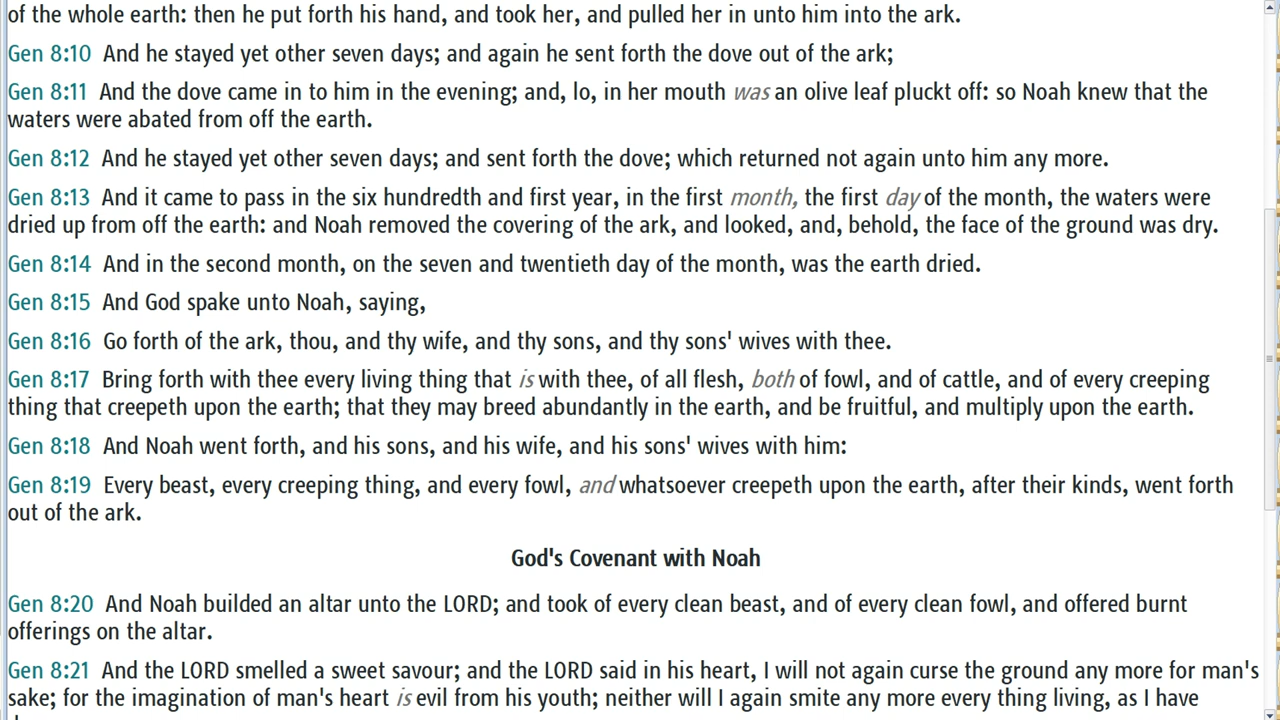 of the whole earth: then he put forth his hand, and took her, and pulled her in unto him into the ark.
Gen 8:10 And he stayed yet other seven days; and again he sent forth the dove out of the ark;
Gen 8:11 And the dove came in to him in the evening; and, lo, in her mouth was an olive leaf pluckt off: so Noah knew that the
waters were abated from off the earth.
Gen 8:12 And he stayed yet other seven days; and sent forth the dove; which returned not again unto him any more.
Gen 8:13 And it came to pass in the six hundredth and first year, in the first month, the first day of the month, the waters were
dried up from off the earth: and Noah removed the covering of the ark, and looked, and, behold, the face of the ground was dry.
Gen 8:14 And in the second month, on the seven and twentieth day of the month, was the earth dried.
Gen 8:15 And God spake unto Noah, saying,
Gen 8:16 Go forth of the ark, thou, and thy wife, and thy sons, and thy sons' wives with thee.
Gen 8:17 Bring forth with thee every living thing that is with thee, of all flesh, both of fowl, and of cattle, and of every creeping
thing that creepeth upon the earth; that they may breed abundantly in the earth, and be fruitful, and multiply upon the earth.
Gen 8:18 And Noah went forth, and his sons, and his wife, and his sons' wives with him:
Gen 8:19 Every beast, every creeping thing, and every fowl, and whatsoever creepeth upon the earth, after their kinds, went forth
out of the ark.
God's Covenant with Noah
Gen 8:20 And Noah builded an altar unto the LORD; and took of every clean beast, and of every clean fowl, and offered burnt
offerings on the altar.
Gen 8:21 And the LORD smelled a sweet savour; and the LORD said in his heart, I will not again curse the ground any more for man's
sake; for the imagination of man's heart is evil from his youth; neither will I again smite any more every thing living, as I have